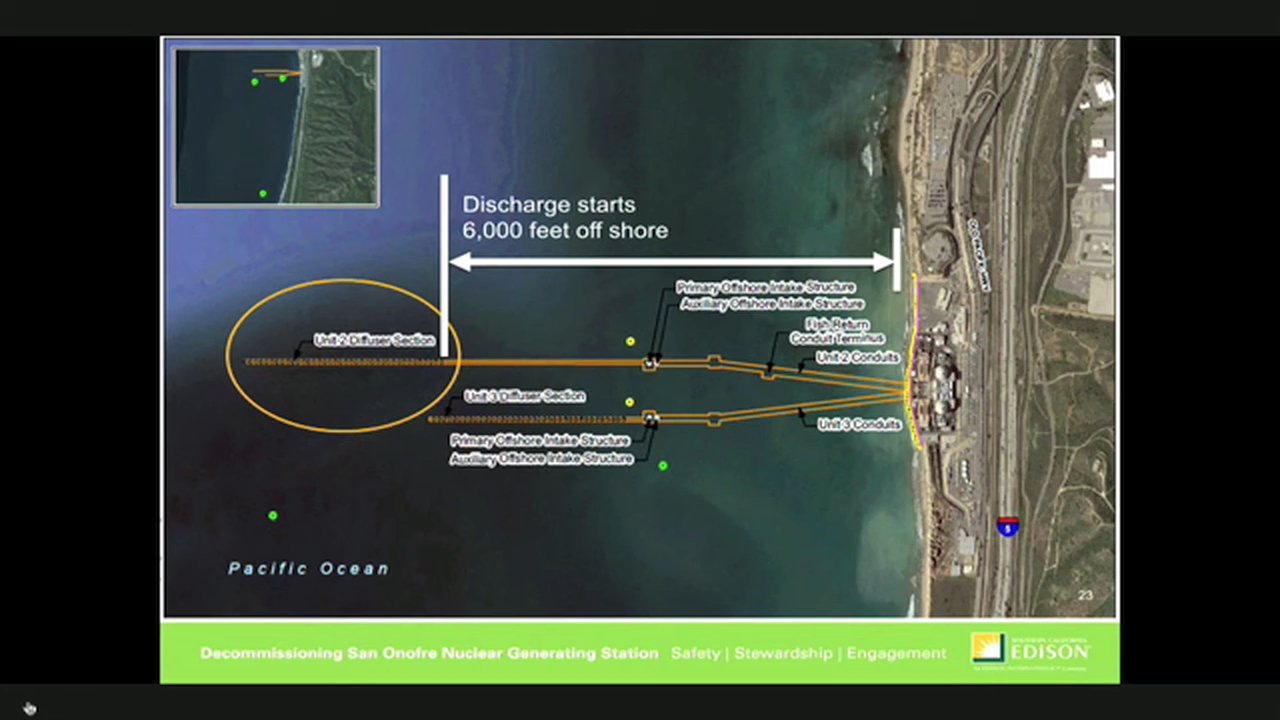 Discharge starts
6,000 feet off shore
Primary Offshore Intake Structure
Auxiliary Offshore Intake Structure
Fish Return
Conduit Terminus
Unit 2 Diffuser Section
Unit 2 Conduits
Unit 3 Diffuser Section
Unit 3 Conduits
Primary Offshore Intake Structure
Auxiliary Offshore Intake Structure
5
Pacific Ocean
23
Decommissioning San Onofre Nuclear Generating Station Safety | Stewardship | Engagement
SOUTHERN CALIFORNIA
EDISON